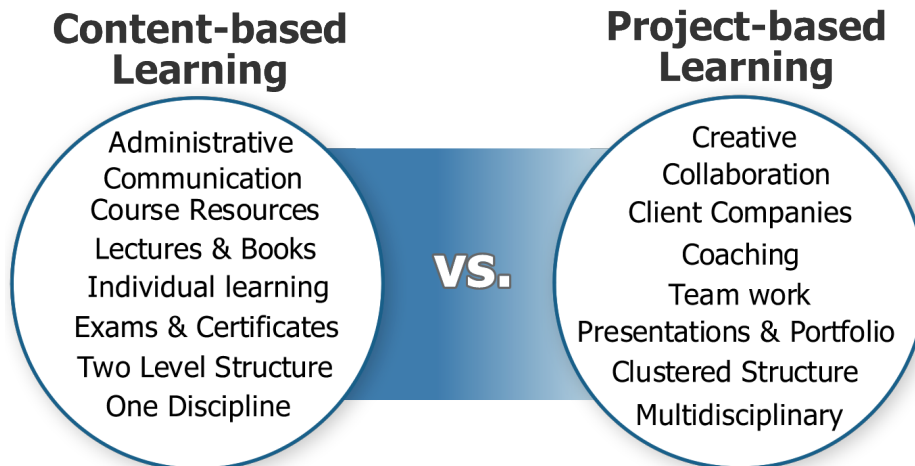 Content-based
Learning
Administrative
Communication
Course Resources
Lectures & Books
Individual learning
Exams & Certificates
Two Level Structure
One Discipline
vs.
Project-based
Learning
Creative
Collaboration
Client Companies
Coaching
Team work
Presentations & Portfolio
Clustered Structure
Multidisciplinary